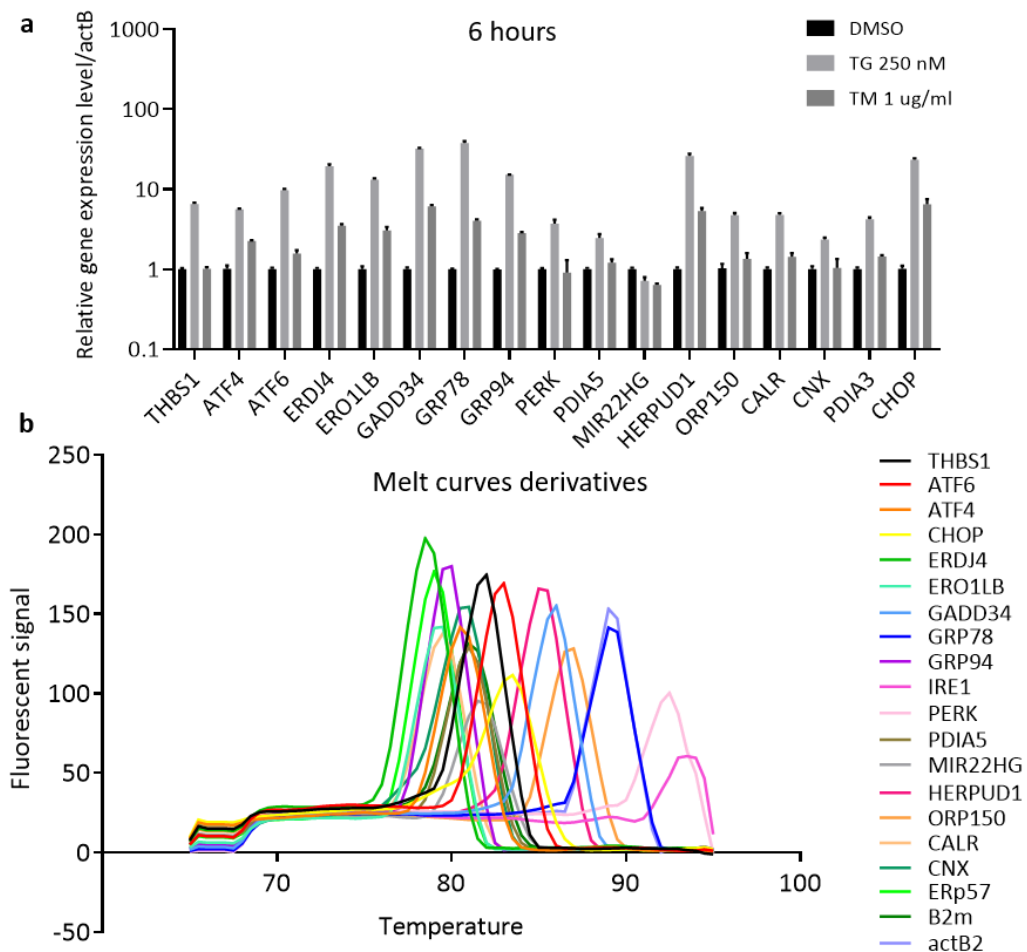 a
6 hours
DMSO
TG 250 nM
TM 1 ug/ml
Relative gene expression level/actB
1000
100
10
1
0.1
THBS1
ATF4
ATF6
ERDJ4
ERO1LB
GADD34
GRP78
GRP94
PERK
PDIA5
MIR22HG
HERPUD1
ORP150
CALR
CNX
PDIA3
CHOP
b
Melt curves derivatives
Fluorescent signal
250
200
150
100
50
0
-50
70
80
90
100
Temperature
THBS1
ATF6
ATF4
CHOP
ERDJ4
ERO1LB
GADD34
GRP78
GRP94
IRE1
PERK
PDIA5
MIR22HG
HERPUD1
ORP150
CALR
CNX
ERp57
B2m
actB2